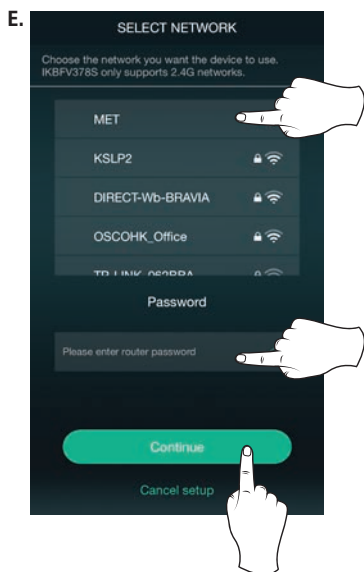 E.
SELECT NETWORK
Choose the network you want the device to use.
IKBFV378S only supports 2.4G networks.
MET
KSLP2
DIRECT-Wb-BRAVIA
OSCOHK_Office
Password
Please enter router password
Continue
Cancel setup